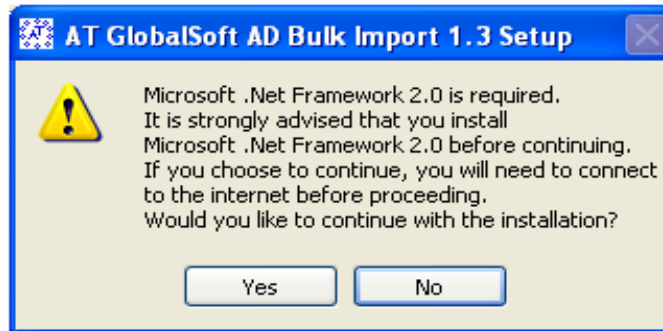 AT GlobalSoft AD Bulk Import 1.3 Setup
Microsoft .Net Framework 2.0 is required.
It is strongly advised that you install
Microsoft .Net Framework 2.0 before continuing.
If you choose to continue, you will need to connect
to the internet before proceeding.
Would you like to continue with the installation?
Yes
No